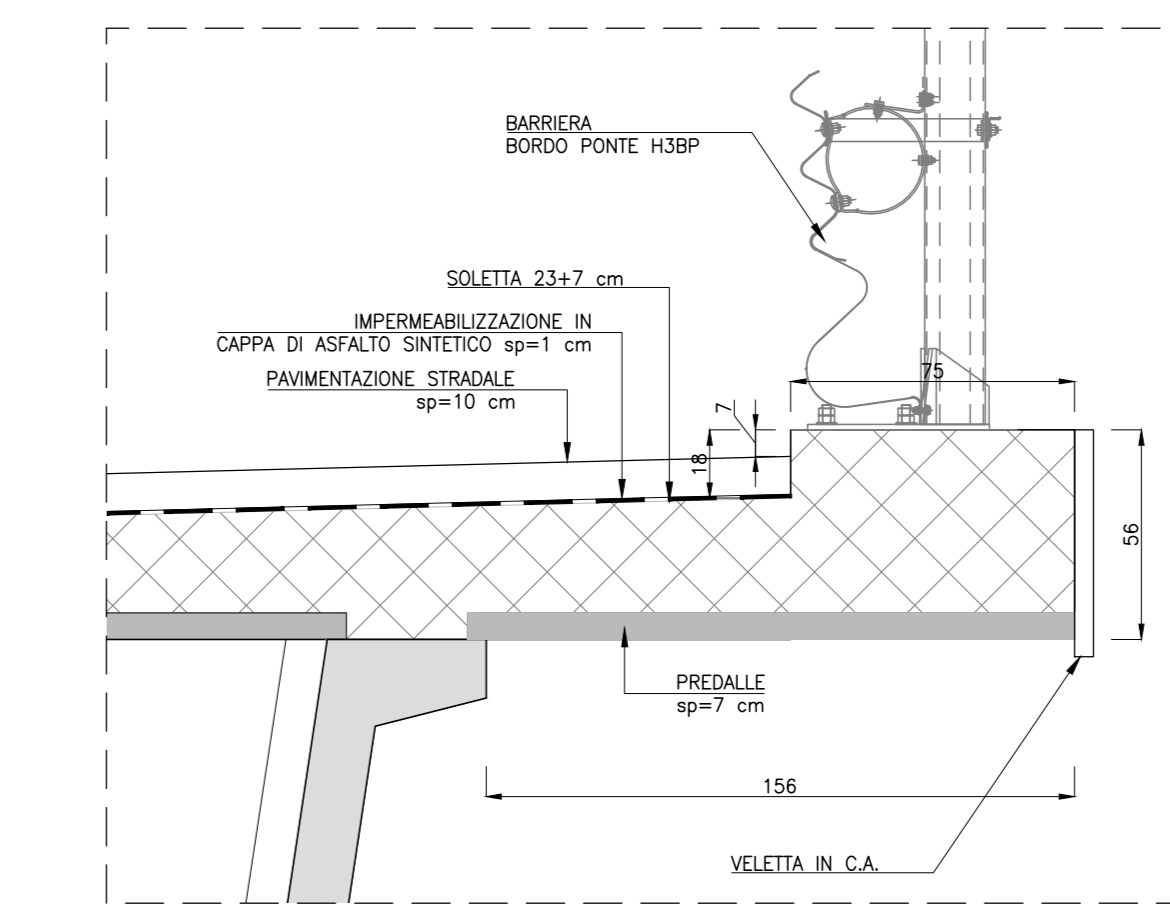 BARRIERA
BORDO PONTE H3BP
SOLETTA 23+7 cm
IMPERMEABILIZZAZIONE IN
CAPPA DI ASFALTO SINTETICO sp=1 cm
PAVIMENTAZIONE STRADALE
sp=10 cm
75
7
18
56
PREDALLE
sp=7 cm
156
VELETTA IN C.A.